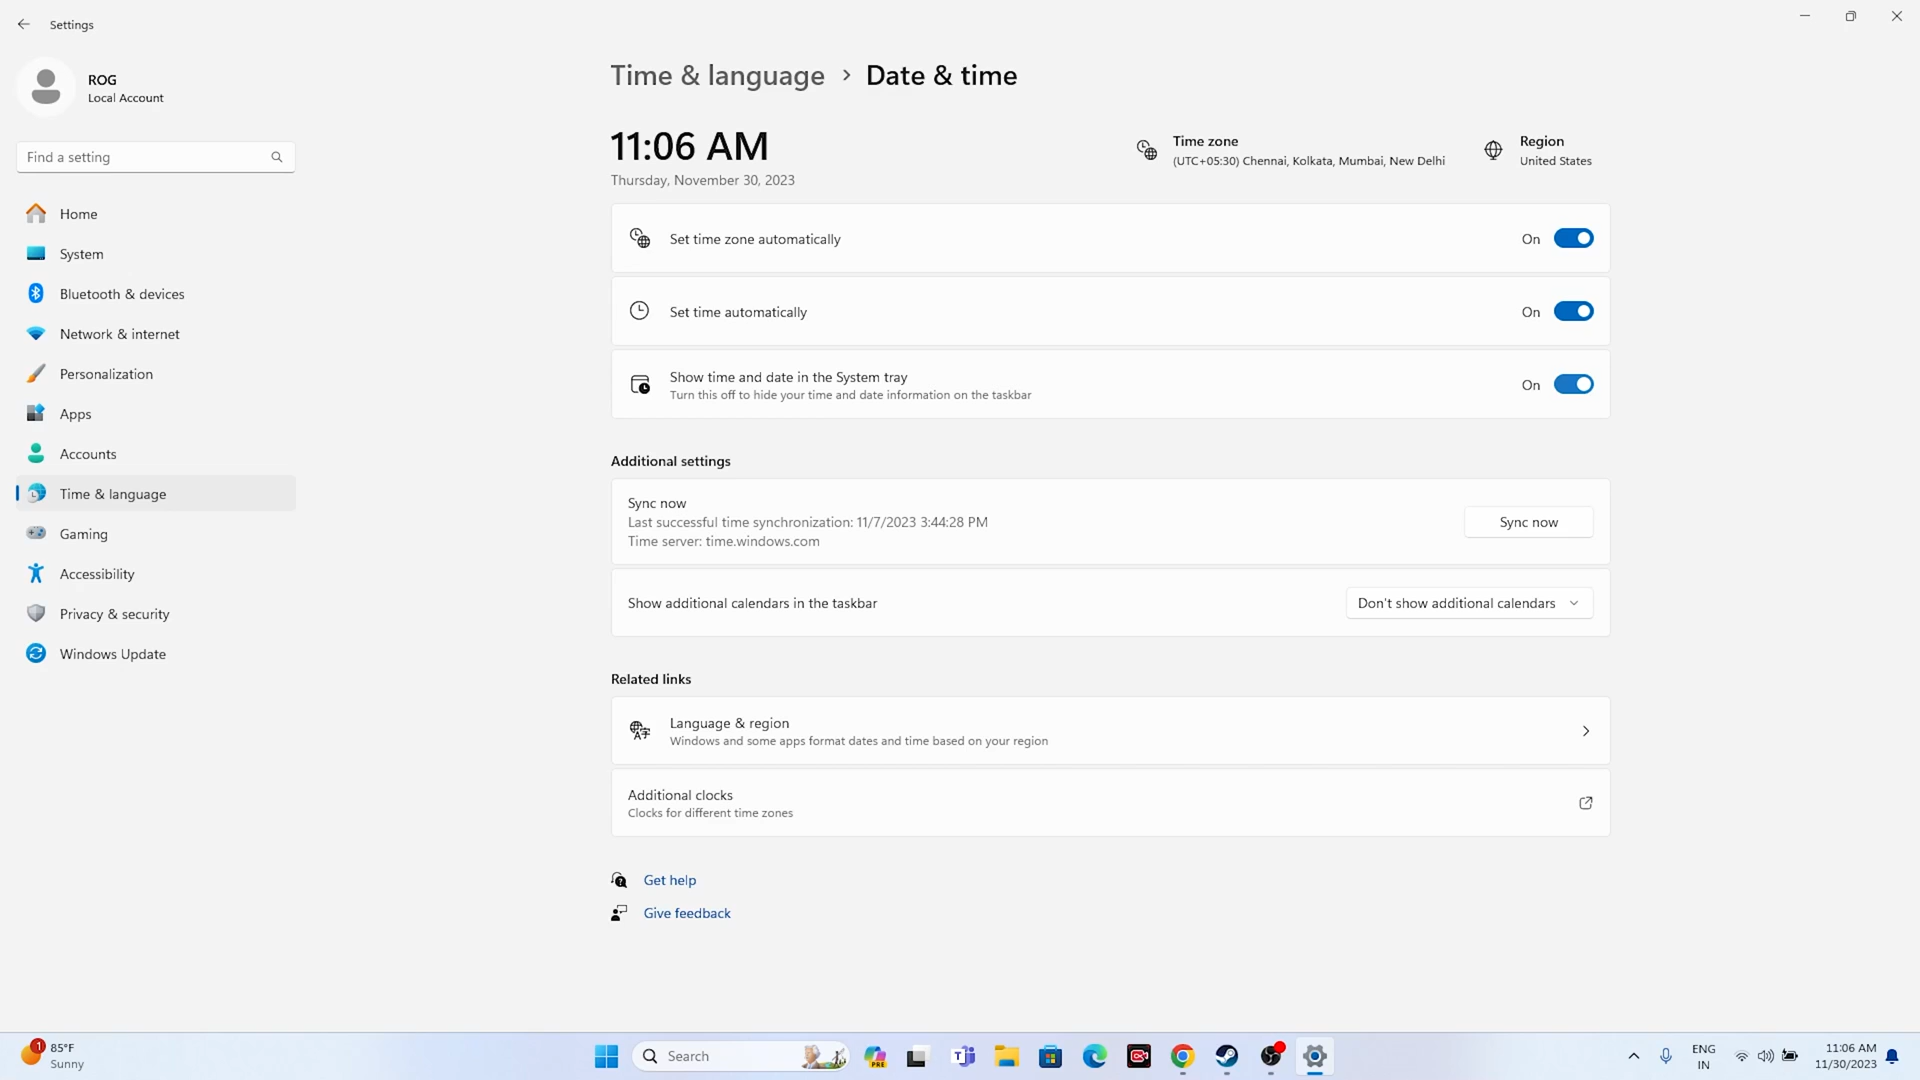 Settings
ROG
Local Account
Find a setting
Home
System
Bluetooth & devices
Network & internet
Personalization
Apps
Accounts
Time & language
Gaming
Accessibility
Privacy & security
Windows Update
Time & language > Date & time
11:06 AM
Thursday, November 30, 2023
Time zone
(UTC+05:30) Chennai, Kolkata, Mumbai, New Delhi
Region
United States
Set time zone automatically On
Set time automatically On
Show time and date in the System tray
Turn this off to hide your time and date information on the taskbar
On
Additional settings
Sync now
Last successful time synchronization: 11/7/2023 3:44:28 PM
Time server: time.windows.com
Sync now
Show additional calendars in the taskbar Don't show additional calendars
Related links
Language & region
Windows and some apps format dates and time based on your region
Additional clocks
Clocks for different time zones
Get help
Give feedback
1
85°F
Sunny
Search
PRE
T
ENG
IN
11:06 AM
11/30/2023